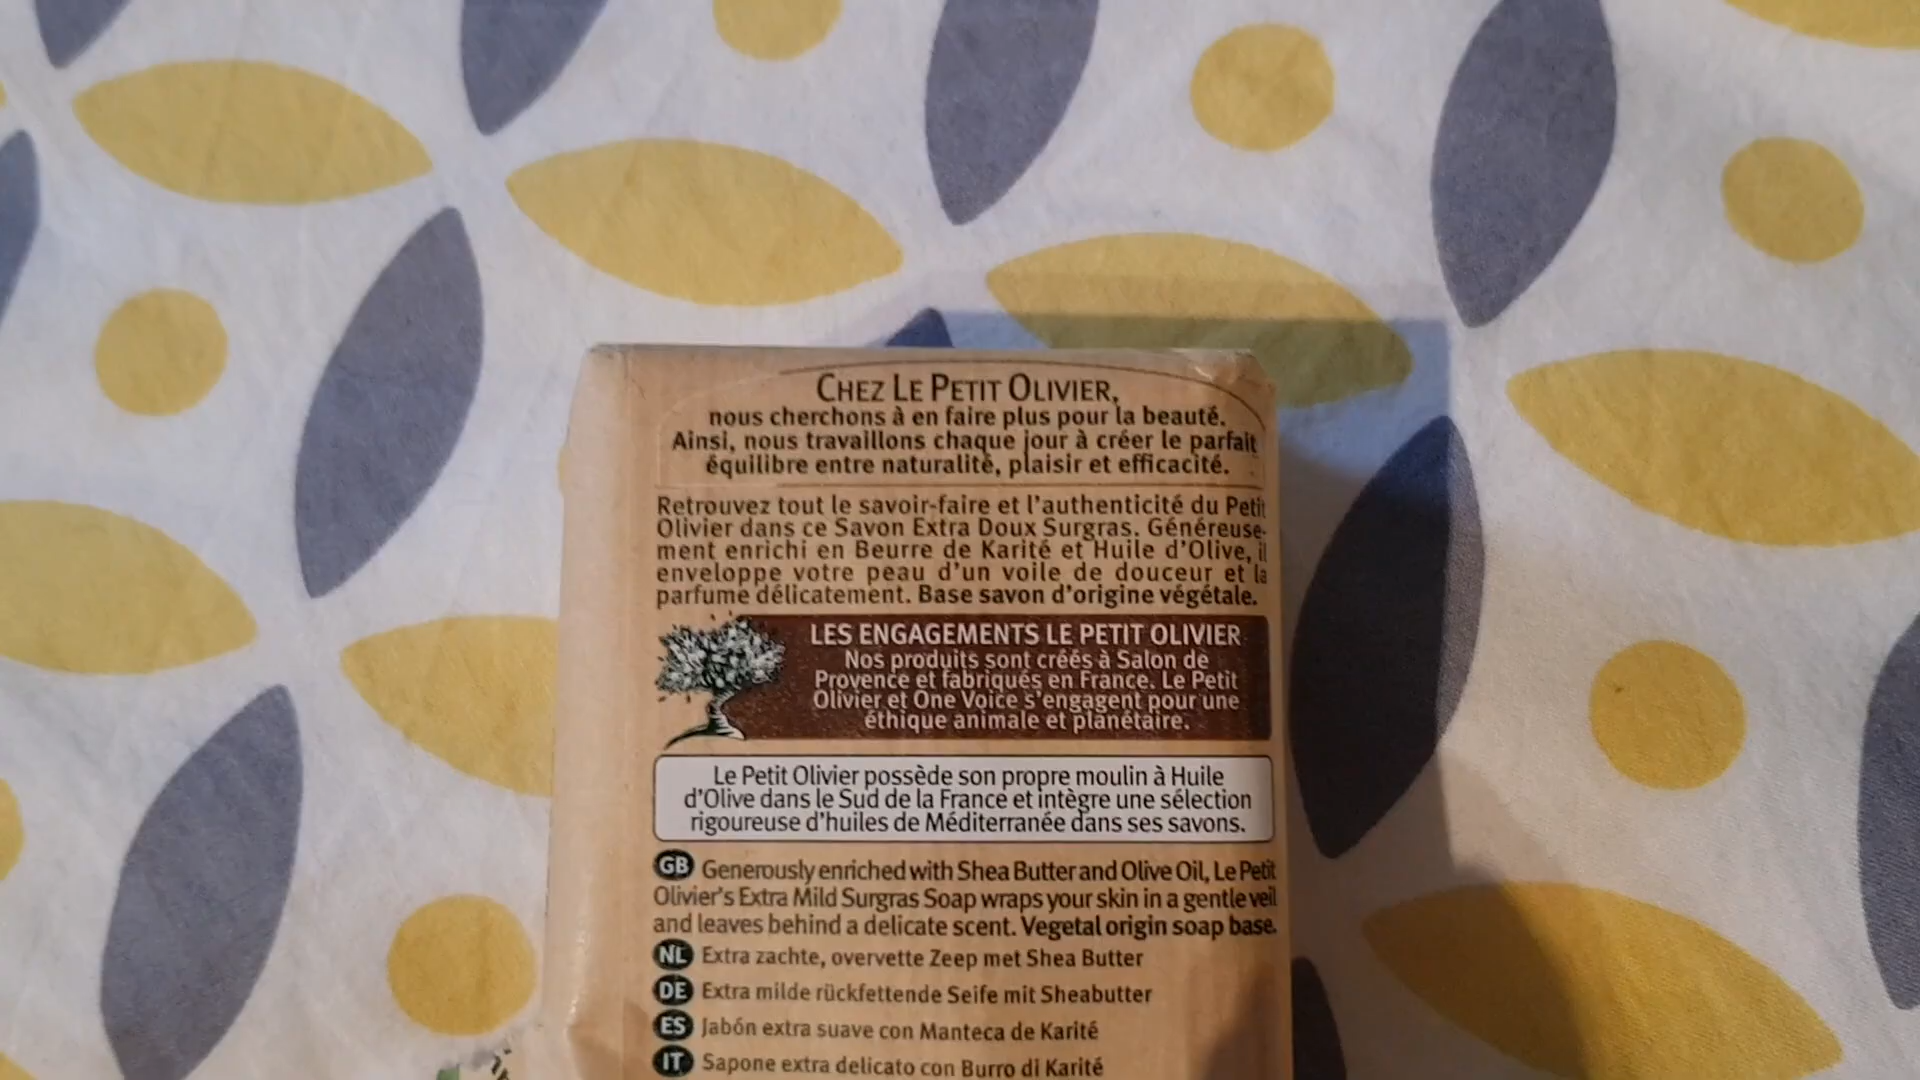 CHEZ LE PETIT OLIVIER,
nous cherchons à en faire plus pour la beauté.
Ainsi, nous travaillons chaque jour à créer le parfait
équilibre entre naturalité, plaisir et efficacité.
Retrouvez tout le savoir-faire et l'authenticité du Petit
Olivier dans ce Savon Extra Doux Surgras. Généreuse-
ment enrichi en Beurre de Karité et Huile d'Olive, il
enveloppe votre peau d'un voile de douceur et la
parfume délicatement. Base savon d'origine végétale.
LES ENGAGEMENTS LE PETIT OLIVIER
Nos produits sont créés à Salon de
Provence et fabriqués en France. Le Petit
Olivier et One Voice s'engagent pour une
éthique animale et planétaire.
Le Petit Olivier possède son propre moulin à Huile
d'Olive dans le Sud de la France et intègre une sélection
rigoureuse d'huiles de Méditerranée dans ses savons.
GB Generously enriched with Shea Butter and Olive Oil, Le Petit
Olivier's Extra Mild Surgras Soap wraps your skin in a gentle veil
and leaves behind a delicate scent. Vegetal origin soap base.
NL Extra zachte, overvette Zeep met Shea Butter
DE Extra milde rückfettende Seife mit Sheabutter
ES Jabón extra suave con Manteca de Karité
IT Sapone extra delicato con Burro di Karité